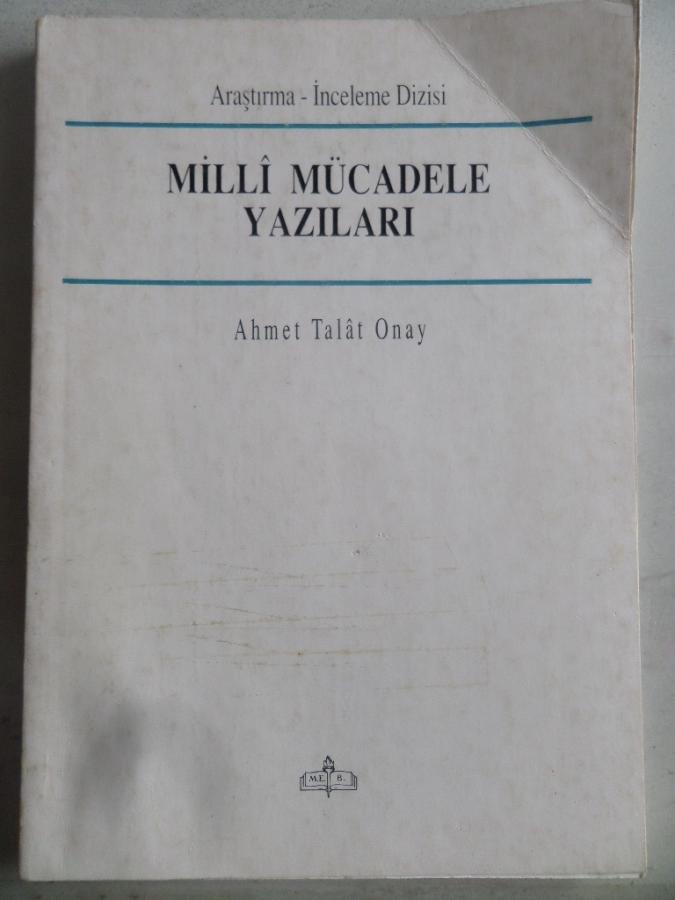 Araştırma - İnceleme Dizisi
MİLLÎ MÜCADELE
YAZILARI
Ahmet Talât Onay
M.E. B.